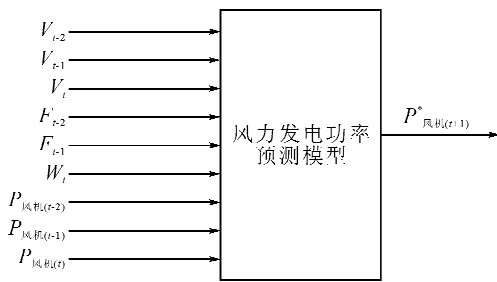 V_{t-2}
V_{t-1}
V_t
F_{t-2}
F_{t-1}
W_t
P_{风机(t-2)}
P_{风机(t-1)}
P_{风机(t)}
风力发电功率
预测模型
P^*_{风机(t+1)}